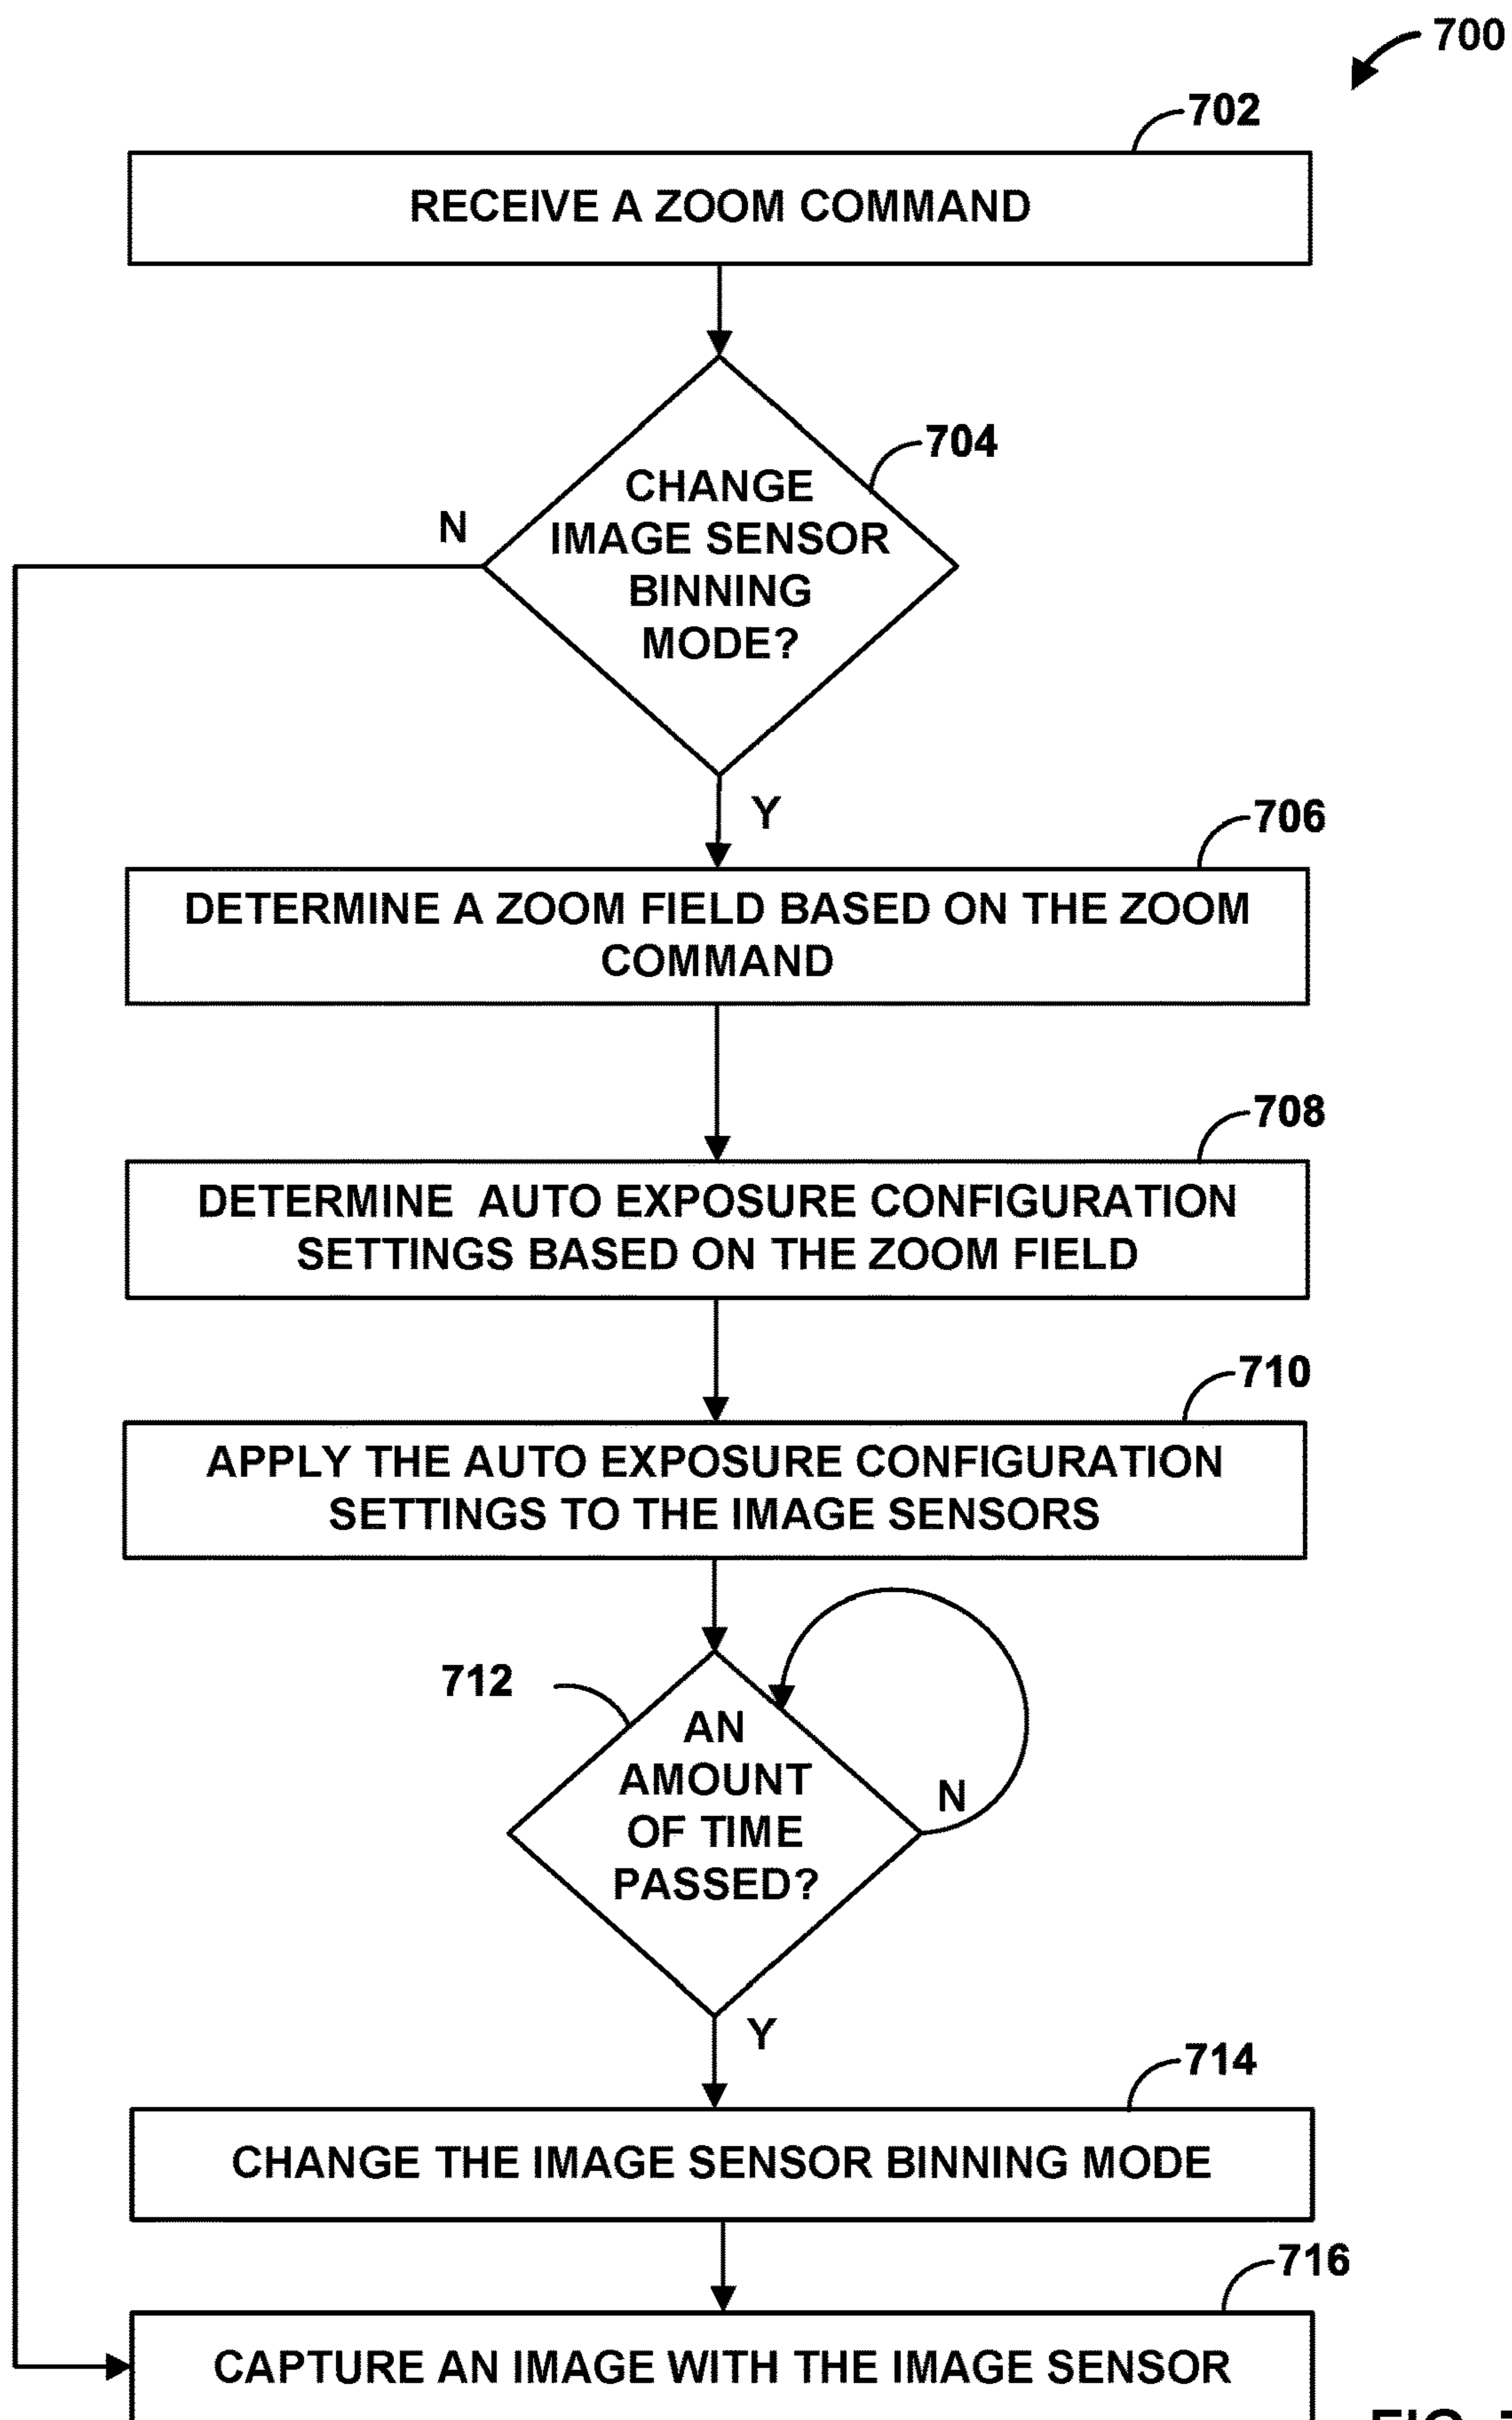 700
702
RECEIVE A ZOOM COMMAND
704
CHANGE
IMAGE SENSOR
BINNING
MODE?
N
Y
706
DETERMINE A ZOOM FIELD BASED ON THE ZOOM
COMMAND
708
DETERMINE AUTO EXPOSURE CONFIGURATION
SETTINGS BASED ON THE ZOOM FIELD
710
APPLY THE AUTO EXPOSURE CONFIGURATION
SETTINGS TO THE IMAGE SENSORS
712
AN
AMOUNT
OF TIME
PASSED?
N
Y
714
CHANGE THE IMAGE SENSOR BINNING MODE
716
CAPTURE AN IMAGE WITH THE IMAGE SENSOR